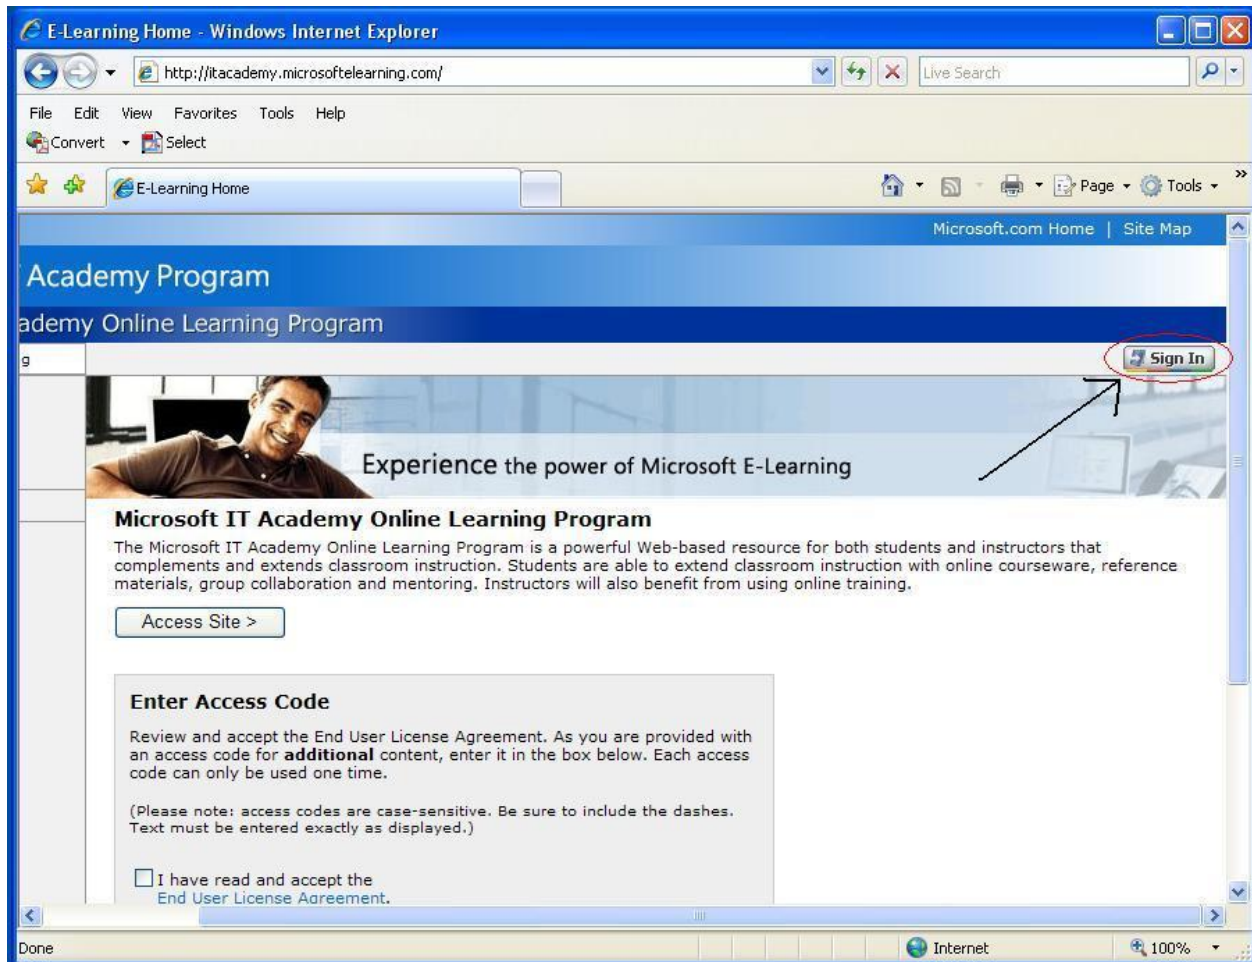 E-Learning Home - Windows Internet Explorer
http://itacademy.microsoftelearning.com/
Live Search
File Edit View Favorites Tools Help
Convert Select
E-Learning Home
Page Tools »
Microsoft.com Home | Site Map
Academy Program
ademy Online Learning Program
g
Sign In
Experience the power of Microsoft E-Learning
Microsoft IT Academy Online Learning Program
The Microsoft IT Academy Online Learning Program is a powerful Web-based resource for both students and instructors that
complements and extends classroom instruction. Students are able to extend classroom instruction with online courseware, reference
materials, group collaboration and mentoring. Instructors will also benefit from using online training.
Access Site >
Enter Access Code
Review and accept the End User License Agreement. As you are provided with
an access code for additional content, enter it in the box below. Each access
code can only be used one time.
(Please note: access codes are case-sensitive. Be sure to include the dashes.
Text must be entered exactly as displayed.)
I have read and accept the
End User License Agreement.
Done
Internet
100%